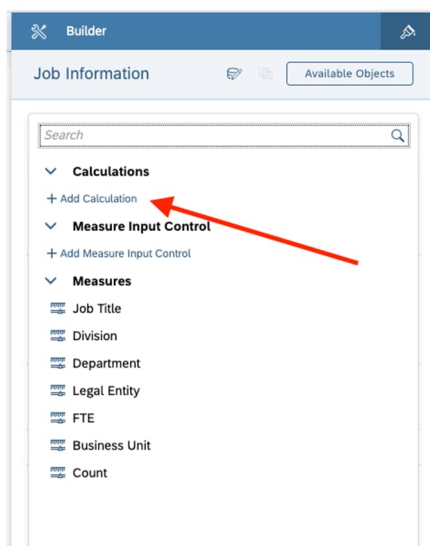 Builder
Job Information
Available Objects
Search
Calculations
+ Add Calculation
Measure Input Control
+ Add Measure Input Control
Measures
Job Title
Division
Department
Legal Entity
FTE
Business Unit
Count